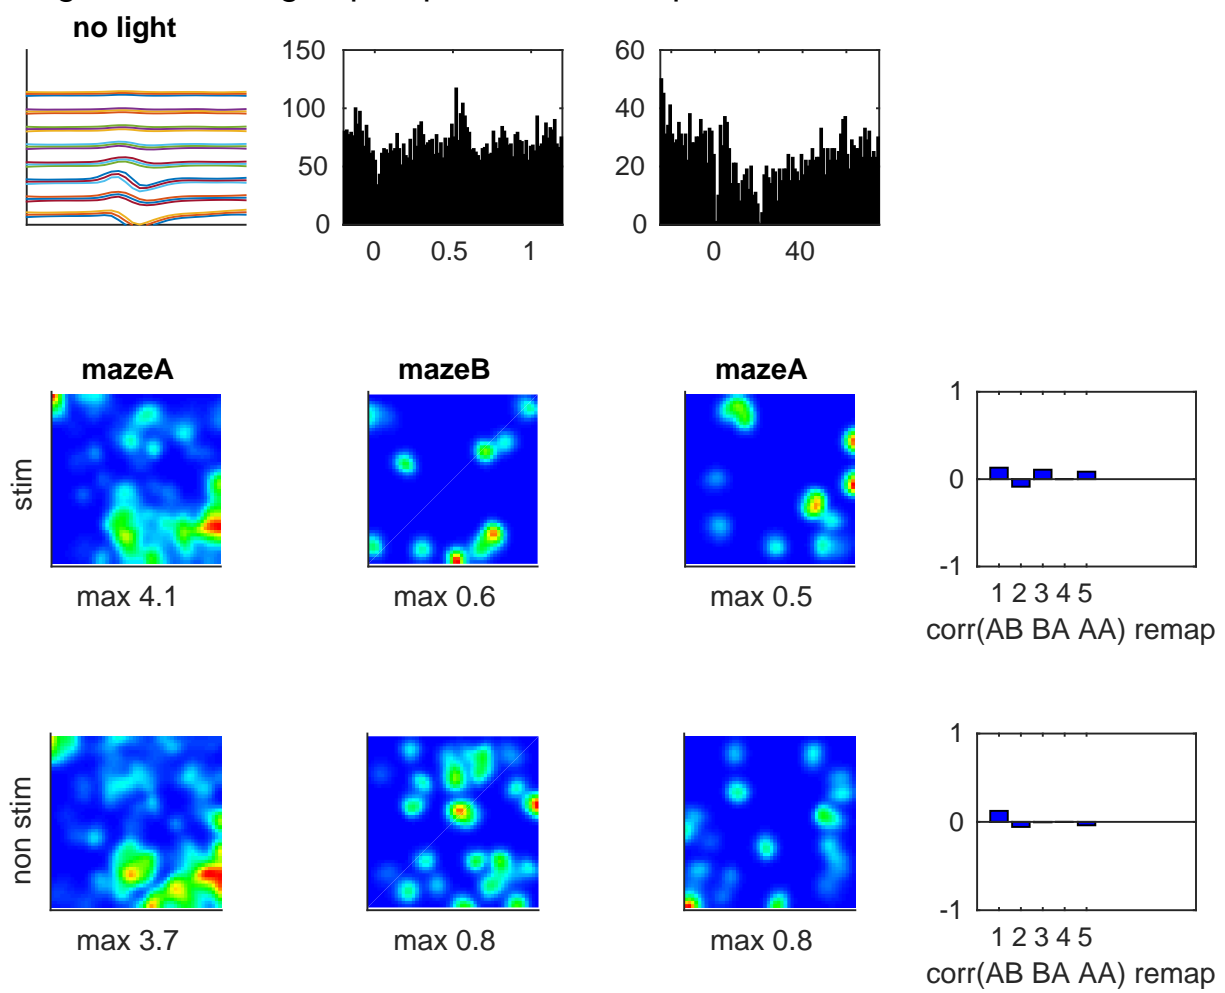 no light
150
100
50
0
0 0.5 1
60
40
20
0
0 40
mazeA mazeB mazeA
stim
max 4.1 max 0.6 max 0.5
1
0
-1
1 2 3 4 5
corr(AB BA AA) remap
non stim
max 3.7 max 0.8 max 0.8
1
0
-1
1 2 3 4 5
corr(AB BA AA) remap